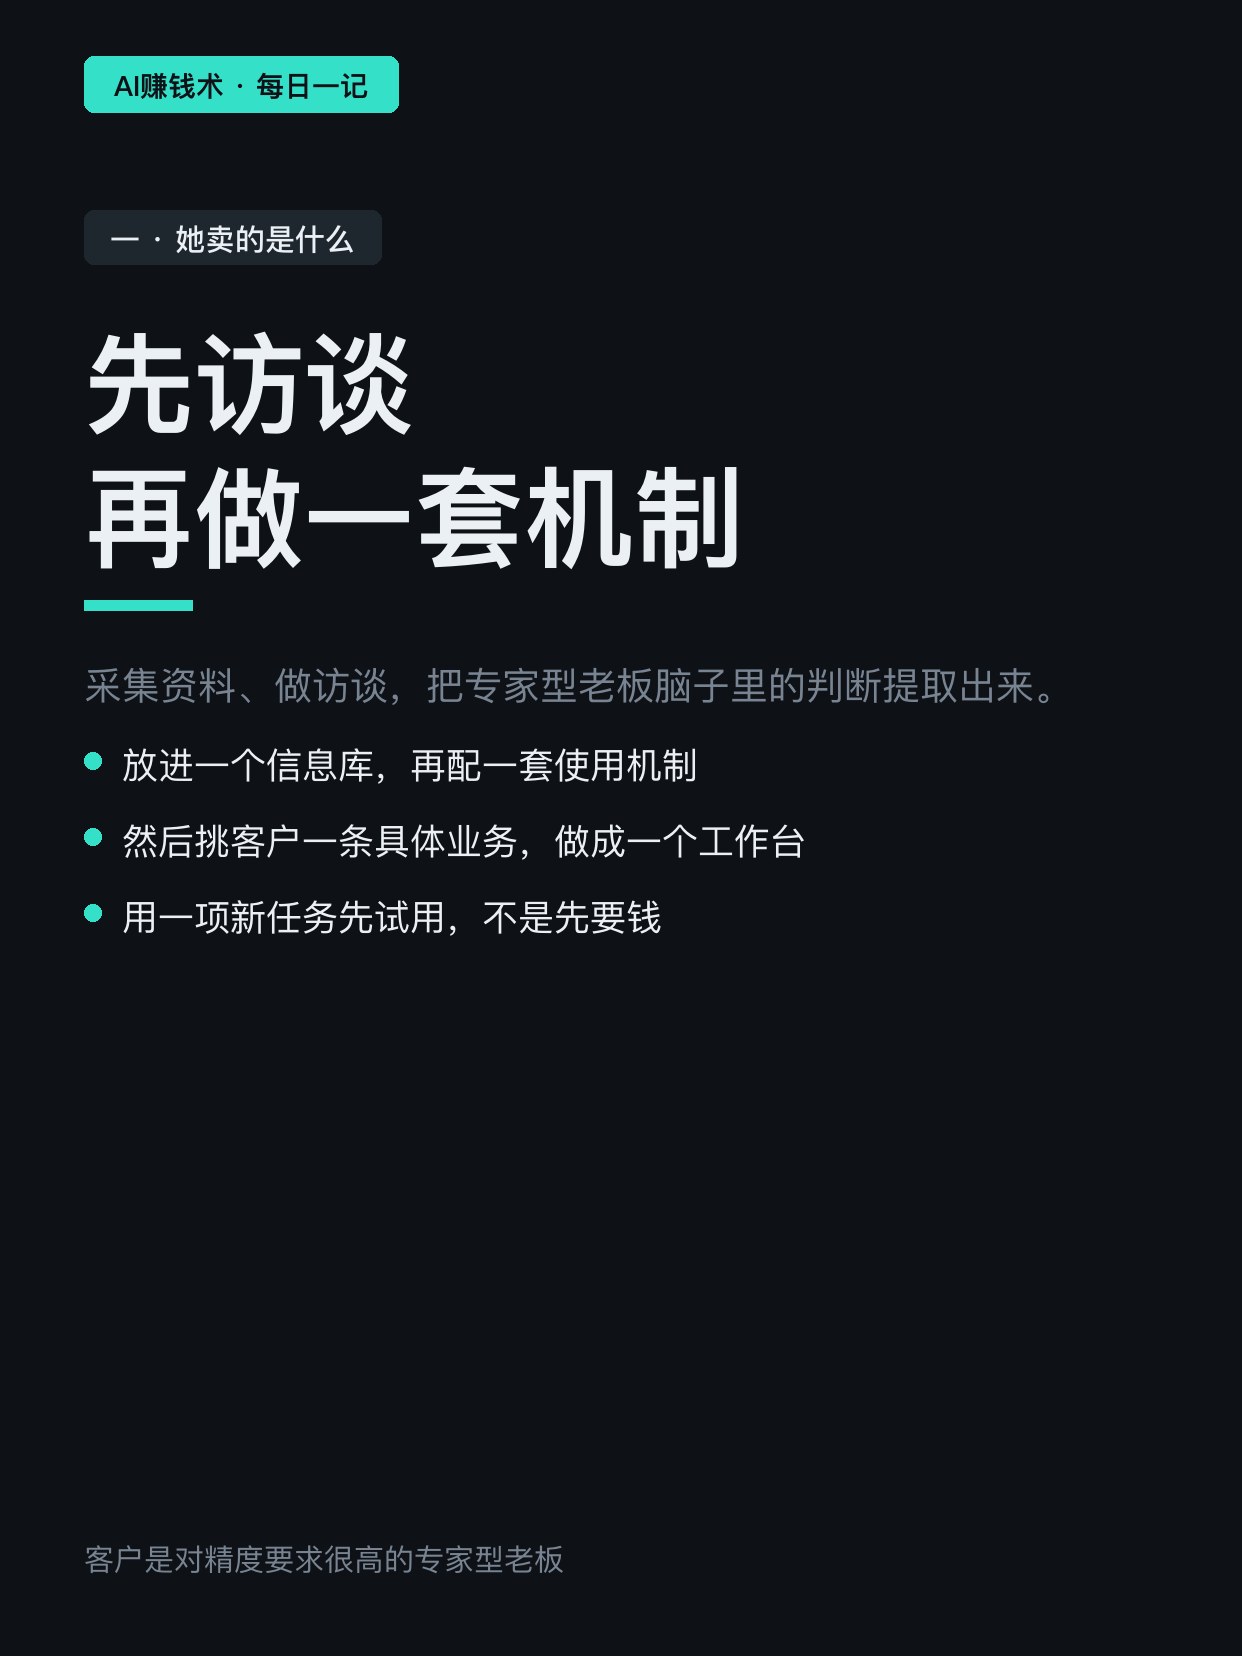 AI赚钱术 · 每日一记
一 · 她卖的是什么
先访谈
再做一套机制
采集资料、做访谈，把专家型老板脑子里的判断提取出来。
放进一个信息库，再配一套使用机制
然后挑客户一条具体业务，做成一个工作台
用一项新任务先试用，不是先要钱
客户是对精度要求很高的专家型老板